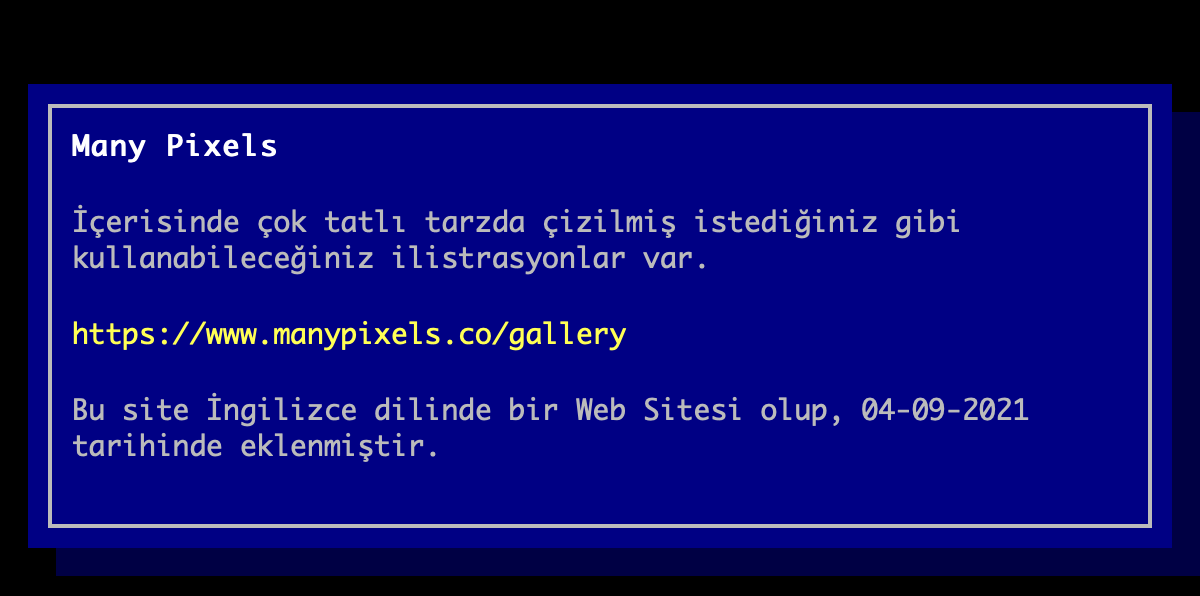 Many Pixels
İçerisinde çok tatlı tarzda çizilmiş istediğiniz gibi
kullanabileceğiniz ilistrasyonlar var.
https://www.manypixels.co/gallery
Bu site İngilizce dilinde bir Web Sitesi olup, 04-09-2021
tarihinde eklenmiştir.